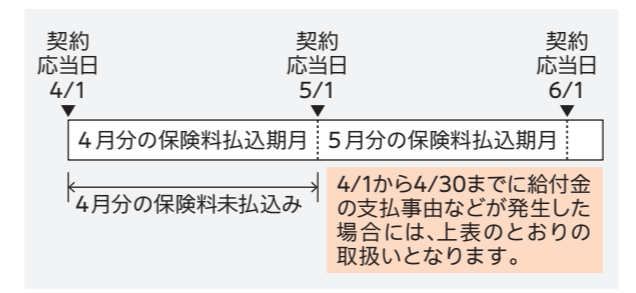 契約
応当日
4/1
契約
応当日
5/1
契約
応当日
6/1
4月分の保険料払込期月
5月分の保険料払込期月
4月分の保険料未払込み
4/1から4/30までに給付金
の支払事由などが発生した
場合には、上表のとおりの
取扱いとなります。